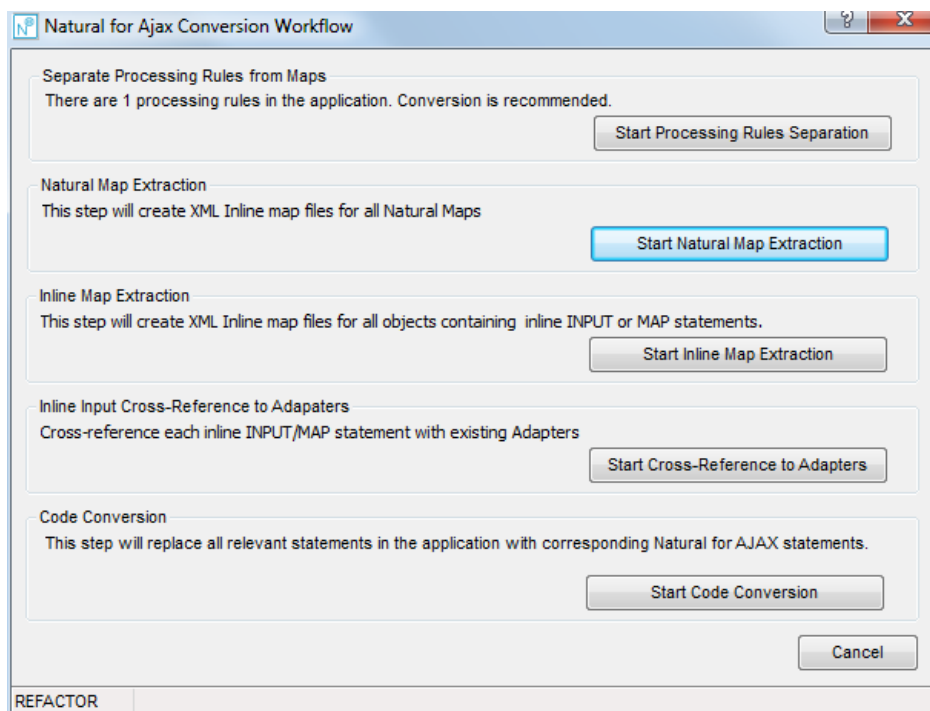 Natural for Ajax Conversion Workflow
?
Separate Processing Rules from Maps
There are 1 processing rules in the application. Conversion is recommended.
Start Processing Rules Separation
Natural Map Extraction
This step will create XML Inline map files for all Natural Maps
Start Natural Map Extraction
Inline Map Extraction
This step will create XML Inline map files for all objects containing inline INPUT or MAP statements.
Start Inline Map Extraction
Inline Input Cross-Reference to Adapaters
Cross-reference each inline INPUT/MAP statement with existing Adapters
Start Cross-Reference to Adapters
Code Conversion
This step will replace all relevant statements in the application with corresponding Natural for AJAX statements.
Start Code Conversion
Cancel
REFACTOR